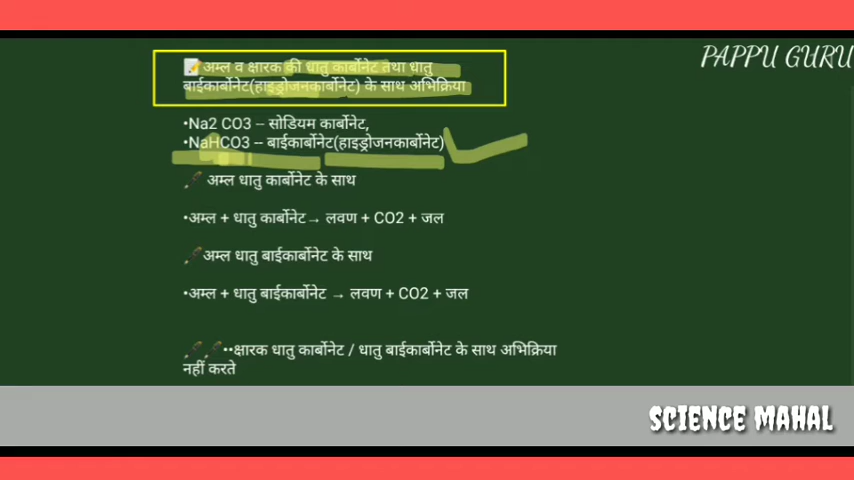 PAPPU GURU
📝अम्ल व क्षारक की धातु कार्बोनेट तथा धातु
बाईकार्बोनेट(हाइड्रोजनकार्बोनेट) के साथ अभिक्रिया
•Na2 CO3 -- सोडियम कार्बोनेट,
•NaHCO3 -- बाईकार्बोनेट(हाइड्रोजनकार्बोनेट)
अम्ल धातु कार्बोनेट के साथ
•अम्ल + धातु कार्बोनेट→ लवण + CO2 + जल
अम्ल धातु बाईकार्बोनेट के साथ
•अम्ल + धातु बाईकार्बोनेट → लवण + CO2 + जल
••क्षारक धातु कार्बोनेट / धातु बाईकार्बोनेट के साथ अभिक्रिया
नहीं करते
SCIENCE MAHAL